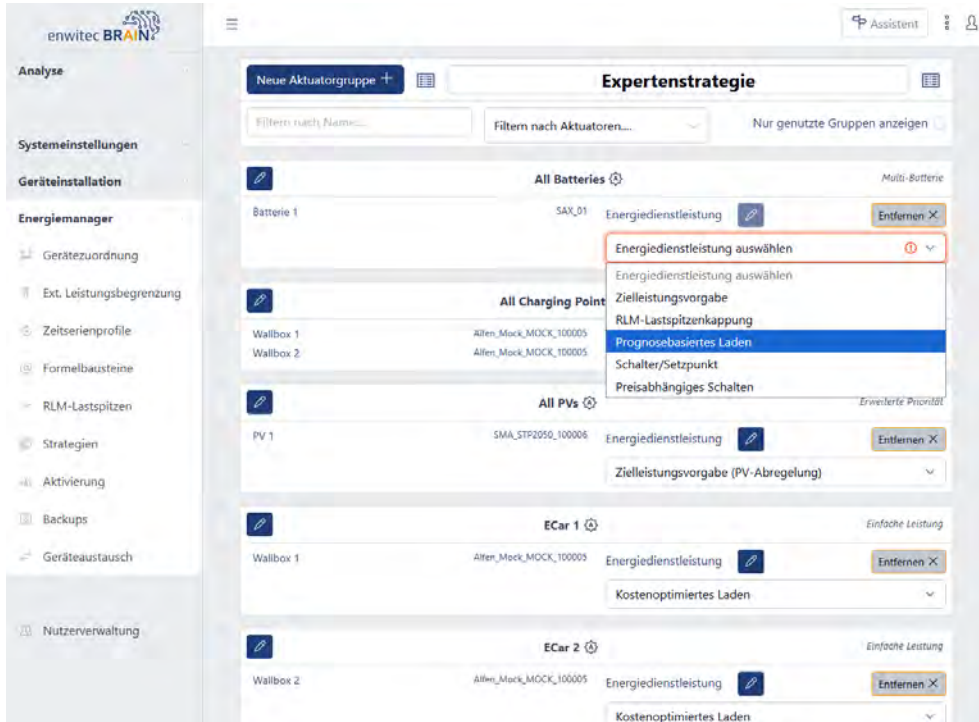 enwitec BRAIN
Assistent
Analyse
Neue Aktuatorgruppe +
Expertenstrategie
Filtern nach Name...
Filtern nach Aktuatoren....
Nur genutzte Gruppen anzeigen
Systemeinstellungen
Geräteinstallation
All Batteries
Multi-Batterie
Energiemanager
Batterie 1
SAX_01
Energiedienstleistung
Entfernen X
Gerätezuordnung
Energiedienstleistung auswählen
Energiedienstleistung auswählen
Ext. Leistungsbegrenzung
Zielleistungsvorgabe
All Charging Point
RLM-Lastspitzenkappung
Zeitserienprofile
Wallbox 1
Alfen_Mock_MOCK_100005
Prognosebasiertes Laden
Wallbox 2
Alfen_Mock_MOCK_100005
Formelbausteine
Schalter/Setzpunkt
Preisabhängiges Schalten
RLM-Lastspitzen
All PVs
Erweiterte Priorität
PV 1
SMA_STP2050_100006
Energiedienstleistung
Entfernen X
Strategien
Zielleistungsvorgabe (PV-Abregelung)
Aktivierung
Backups
ECar 1
Einfache Leistung
Geräteaustausch
Wallbox 1
Alfen_Mock_MOCK_100005
Energiedienstleistung
Entfernen X
Kostenoptimiertes Laden
Nutzerverwaltung
ECar 2
Einfache Leistung
Wallbox 2
Alfen_Mock_MOCK_100005
Energiedienstleistung
Entfernen X
Kostenoptimiertes Laden